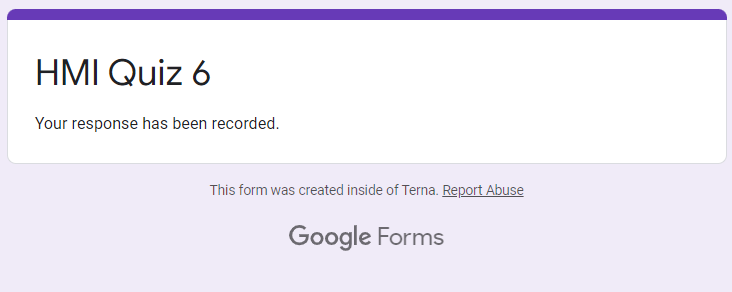 HMI Quiz 6
Your response has been recorded.
This form was created inside of Terna. Report Abuse
Google Forms